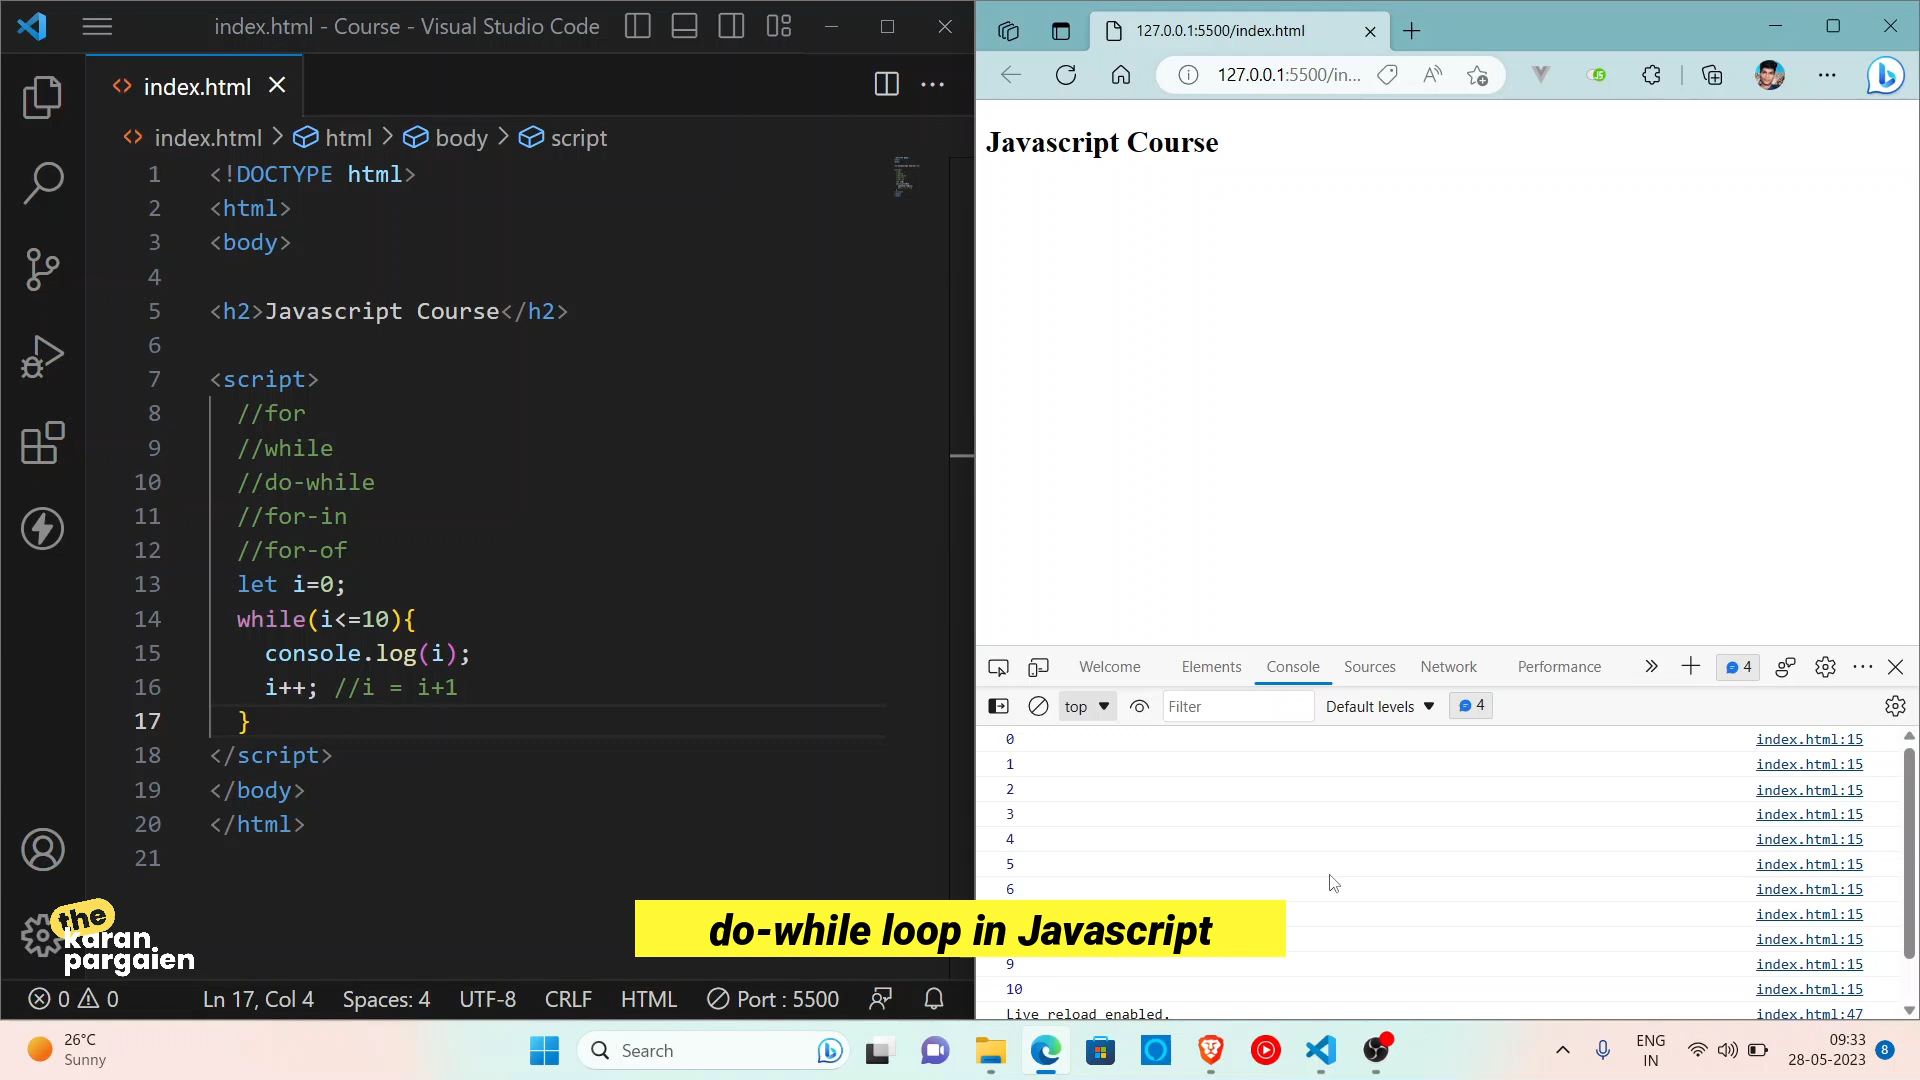 index.html - Course - Visual Studio Code
index.html
index.html > html > body > script
1 <!DOCTYPE html>
2 <html>
3 <body>
4
5 <h2>Javascript Course</h2>
6
7 <script>
8 //for
9 //while
10 //do-while
11 //for-in
12 //for-of
13 let i=0;
14 while(i<=10){
15 console.log(i);
16 i++; //i = i+1
17 }
18 </script>
19 </body>
20 </html>
21
the
karan
pargaien
0 0 Ln 17, Col 4 Spaces: 4 UTF-8 CRLF HTML Port : 5500
127.0.0.1:5500/index.html
127.0.0.1:5500/in...
Javascript Course
Welcome Elements Console Sources Network Performance 4
top Filter Default levels 4
0 index.html:15
1 index.html:15
2 index.html:15
3 index.html:15
4 index.html:15
5 index.html:15
6 index.html:15
index.html:15
index.html:15
9 index.html:15
10 index.html:15
Live reload enabled. index.html:47
do-while loop in Javascript
26°C
Sunny
Search
ENG
IN
09:33
28-05-2023
8